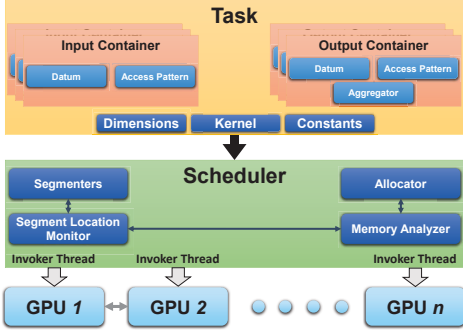 Task
Input Container
Output Container
Datum
Access Pattern
Datum
Access Pattern
Aggregator
Dimensions
Kernel
Constants
Scheduler
Segmenters
Allocator
Segment Location
Monitor
Memory Analyzer
Invoker Thread
Invoker Thread
Invoker Thread
GPU 1
GPU 2
GPU n